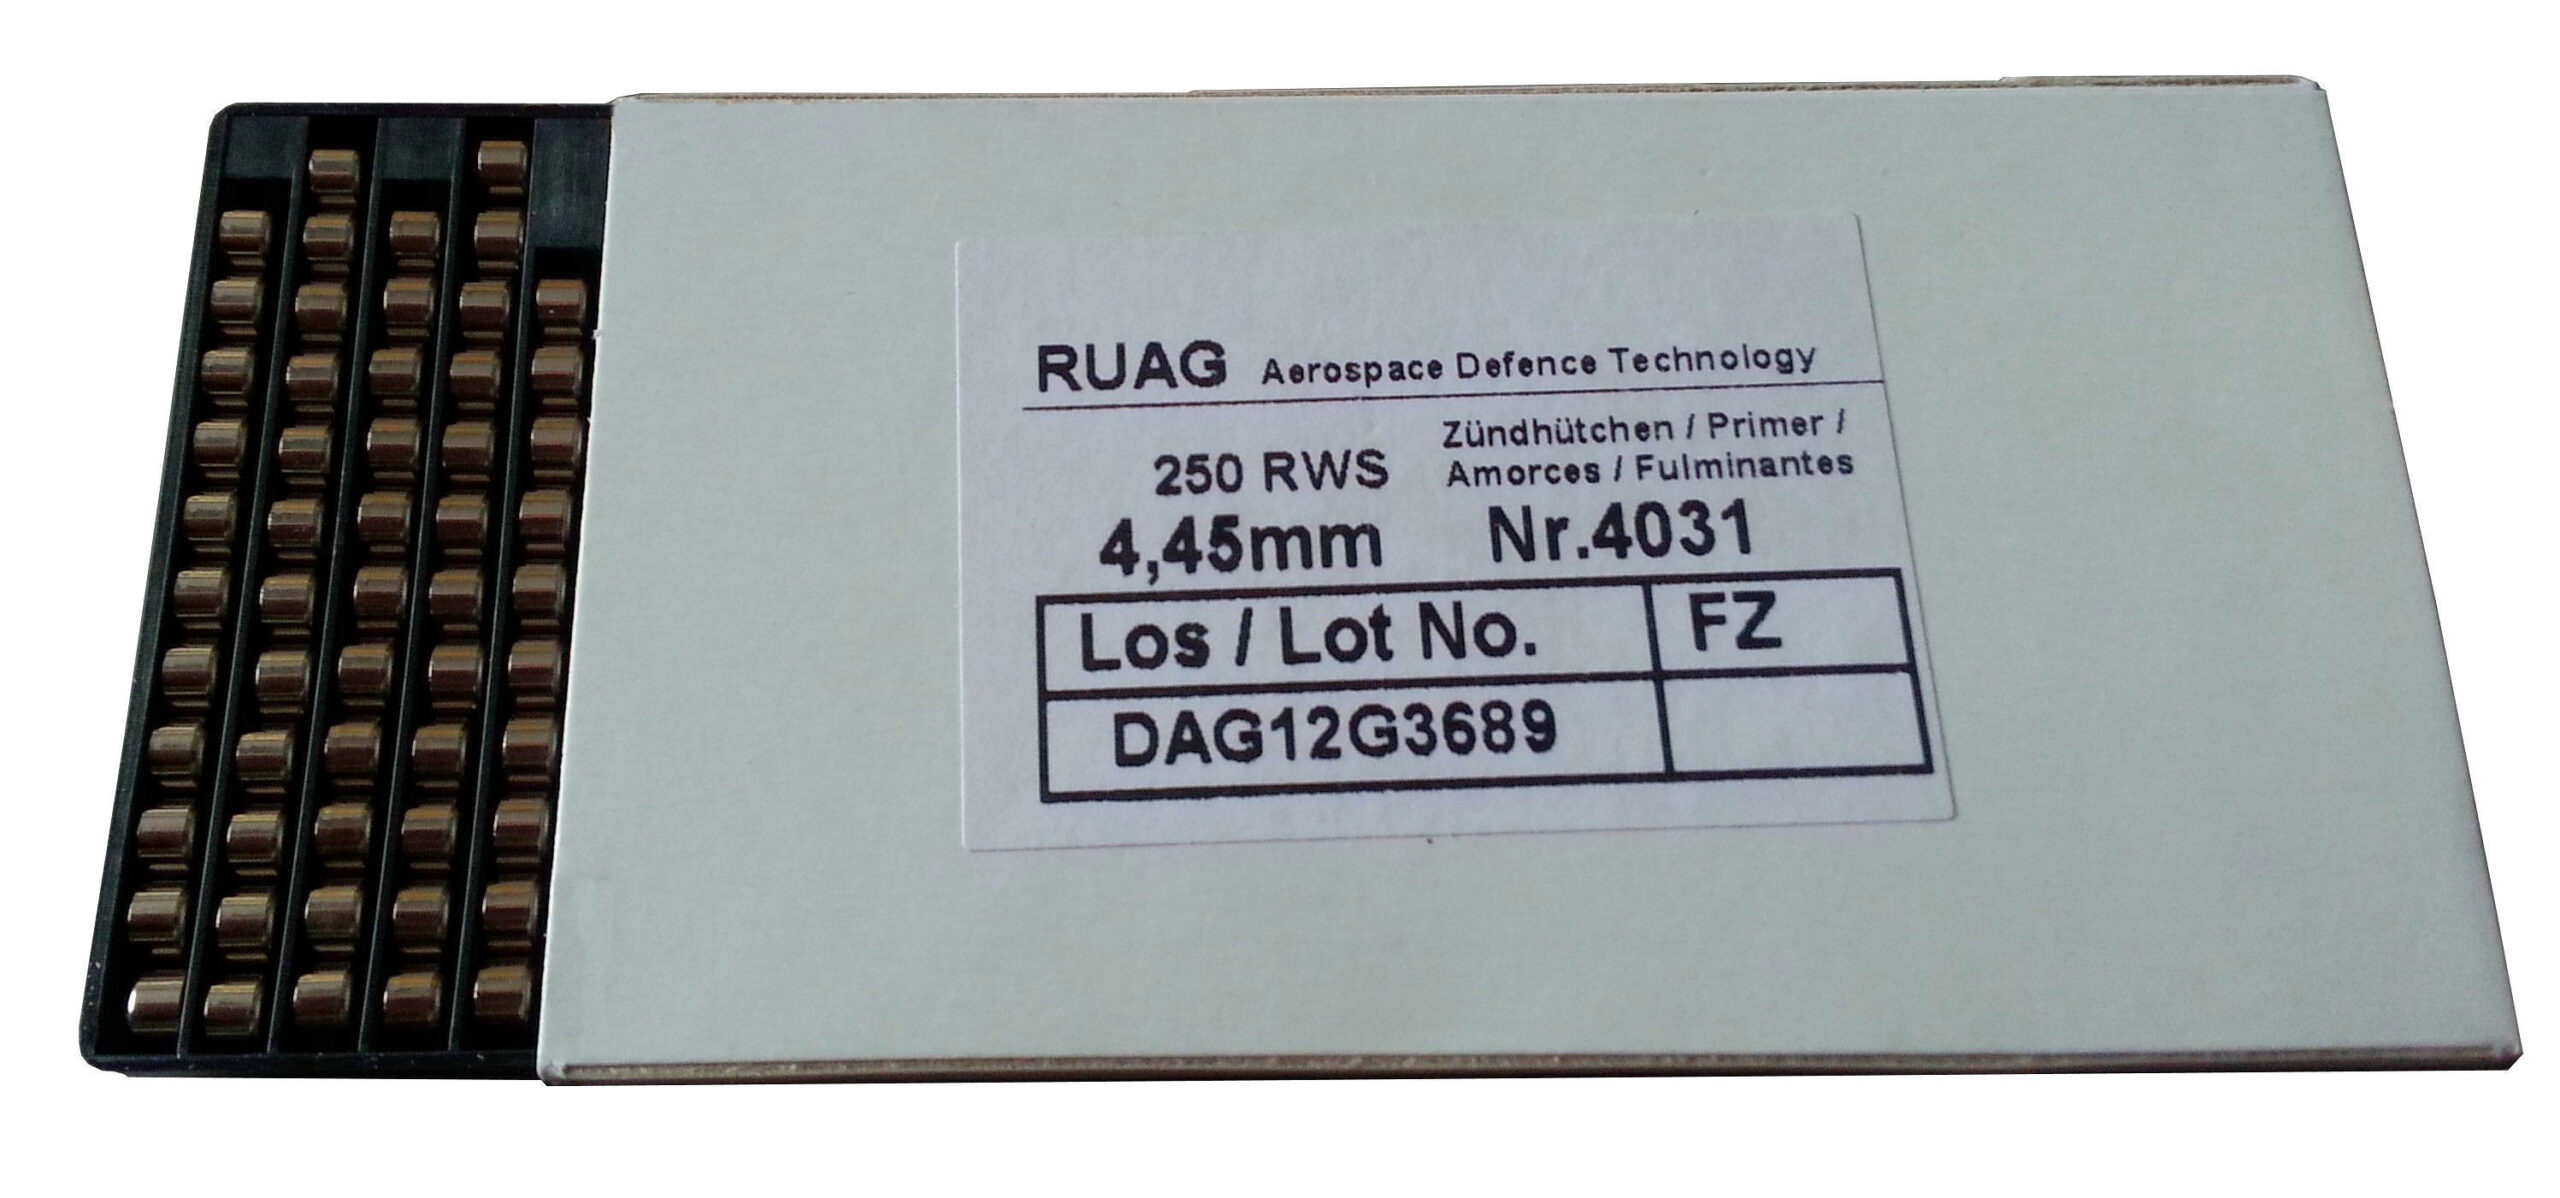 RUAG Aerospace Defence Technology
250 RWS
Zündhütchen / Primer /
Amorces / Fulminantes
4,45mm Nr.4031
Los / Lot No. FZ
DAG12G3689